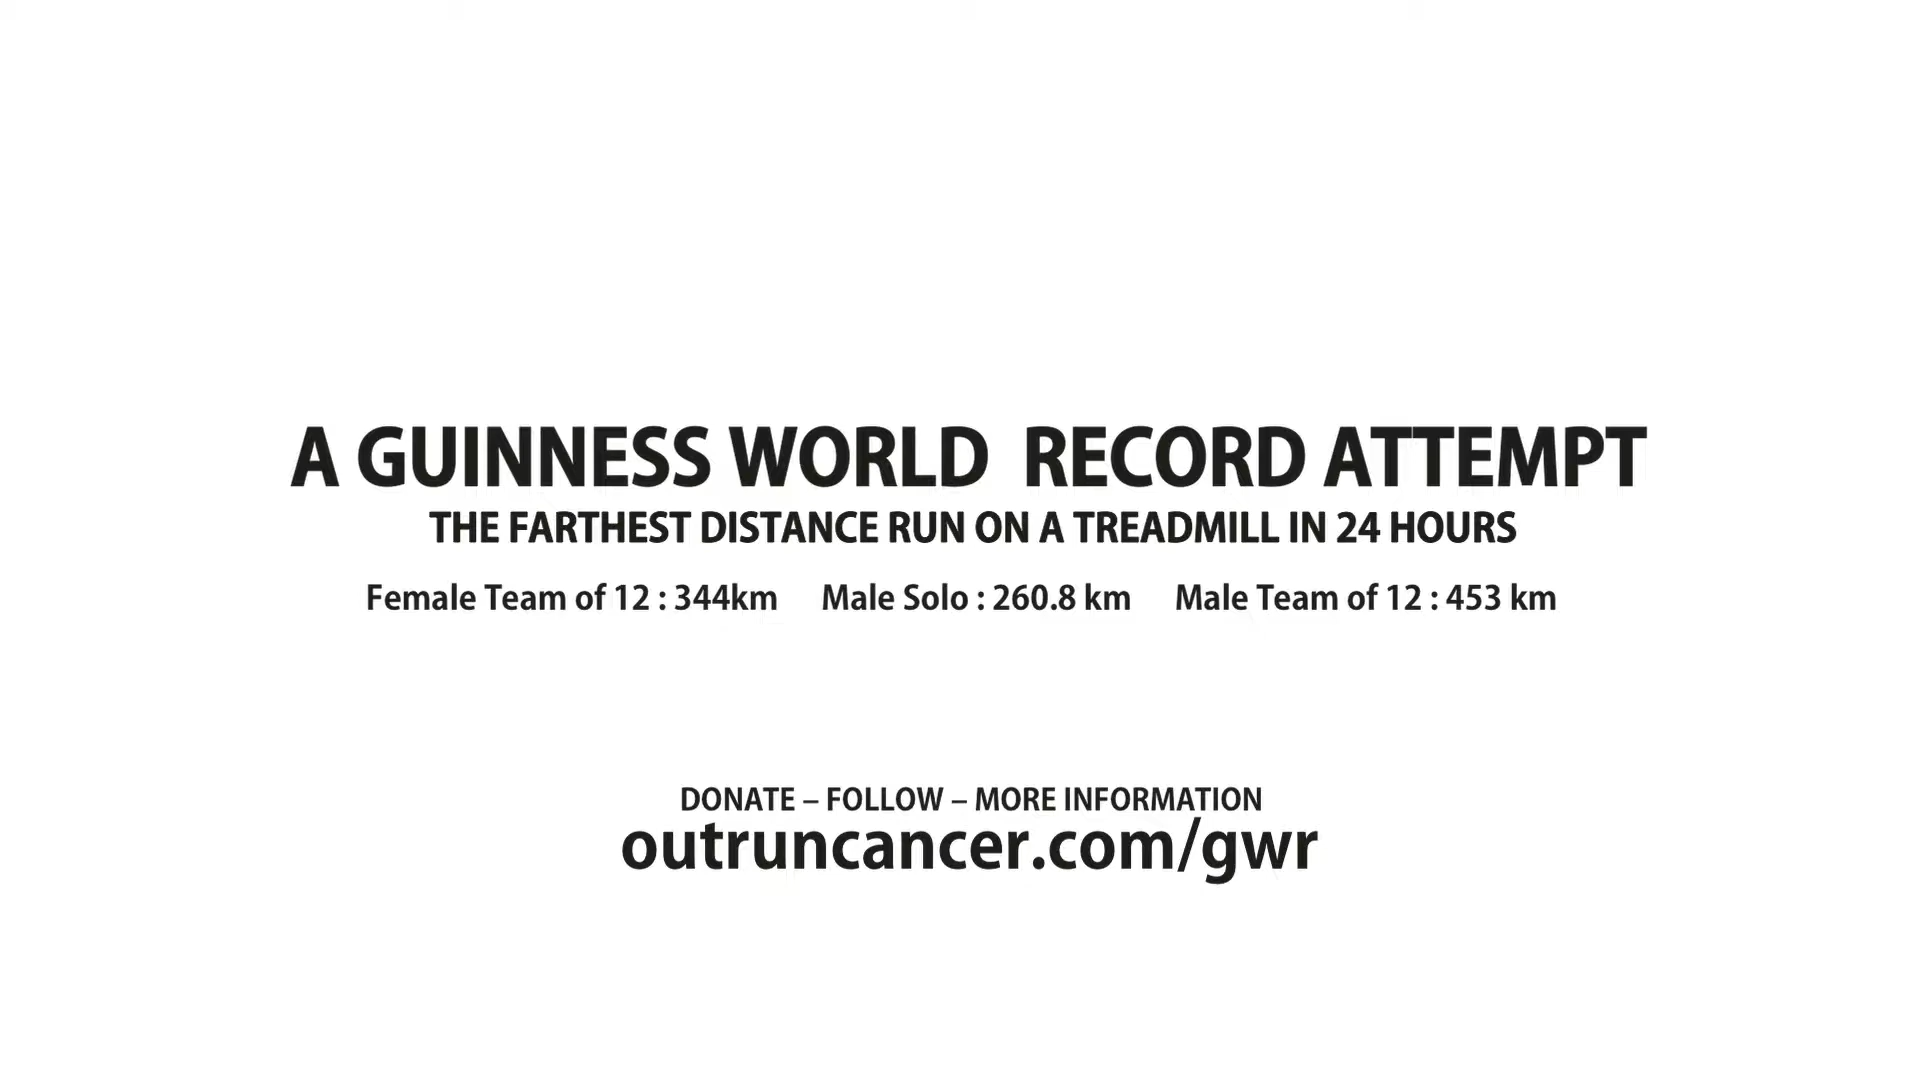 A GUINNESS WORLD  RECORD ATTEMPT
THE FARTHEST DISTANCE RUN ON A TREADMILL IN 24 HOURS
Female Team of 12 : 344km     Male Solo : 260.8 km     Male Team of 12 : 453 km
DONATE – FOLLOW – MORE INFORMATION
outruncancer.com/gwr